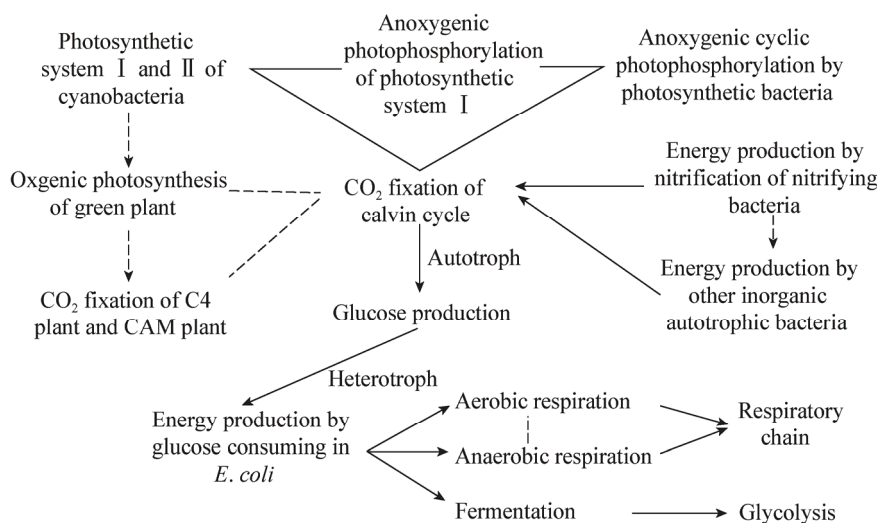 Photosynthetic
system Ⅰ and Ⅱ of
cyanobacteria
Anoxygenic
photophosphorylation
of photosynthetic
system Ⅰ
Anoxygenic cyclic
photophosphorylation by
photosynthetic bacteria
Oxgenic photosynthesis
of green plant
CO₂ fixation of
calvin cycle
Energy production by
nitrification of nitrifying
bacteria
Autotroph
CO₂ fixation of C4
plant and CAM plant
Glucose production
Energy production by
other inorganic
autotrophic bacteria
Heterotroph
Energy production by
glucose consuming in
E. coli
Aerobic respiration
Anaerobic respiration
Respiratory
chain
Fermentation
Glycolysis